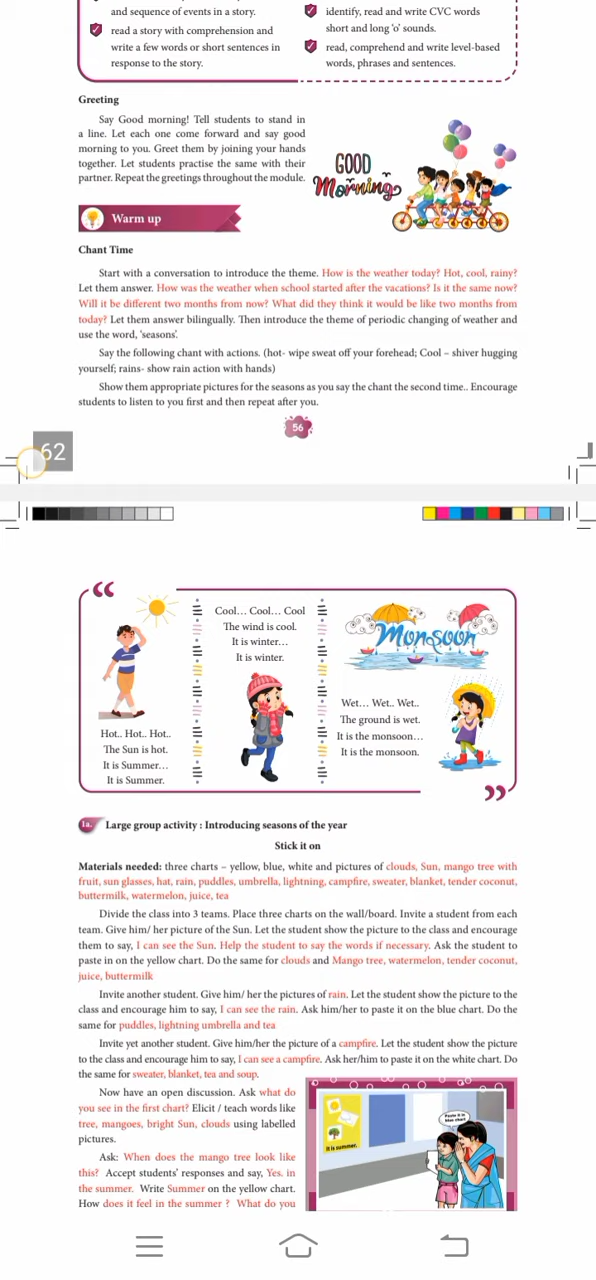 and sequence of events in a story.
read a story with comprehension and
write a few words or short sentences in
response to the story.
identify, read and write CVC words
short and long 'o' sounds.
read, comprehend and write level-based
words, phrases and sentences.
Greeting
Say Good morning! Tell students to stand in
a line. Let each one come forward and say good
morning to you. Greet them by joining your hands
together. Let students practise the same with their
partner. Repeat the greetings throughout the module.
GOOD
Morning
Warm up
Chant Time
Start with a conversation to introduce the theme. How is the weather today? Hot, cool, rainy?
Let them answer. How was the weather when school started after the vacations? Is it the same now?
Will it be different two months from now? What did they think it would be like two months from
today? Let them answer bilingually. Then introduce the theme of periodic changing of weather and
use the word, 'seasons'.
Say the following chant with actions. (hot- wipe sweat off your forehead; Cool – shiver hugging
yourself; rains- show rain action with hands)
Show them appropriate pictures for the seasons as you say the chant the second time.. Encourage
students to listen to you first and then repeat after you.
56
62
Hot.. Hot.. Hot..
The Sun is hot.
It is Summer…
It is Summer.
Cool… Cool… Cool
The wind is cool.
It is winter…
It is winter.
Monsoon
Wet… Wet.. Wet..
The ground is wet.
It is the monsoon…
It is the monsoon.
1a. Large group activity : Introducing seasons of the year
Stick it on
Materials needed: three charts – yellow, blue, white and pictures of clouds, Sun, mango tree with
fruit, sun glasses, hat, rain, puddles, umbrella, lightning, campfire, sweater, blanket, tender coconut,
buttermilk, watermelon, juice, tea
Divide the class into 3 teams. Place three charts on the wall/board. Invite a student from each
team. Give him/ her picture of the Sun. Let the student show the picture to the class and encourage
them to say, I can see the Sun. Help the student to say the words if necessary. Ask the student to
paste in on the yellow chart. Do the same for clouds and Mango tree, watermelon, tender coconut,
juice, buttermilk
Invite another student. Give him/ her the pictures of rain. Let the student show the picture to the
class and encourage him to say, I can see the rain. Ask him/her to paste it on the blue chart. Do the
same for puddles, lightning umbrella and tea
Invite yet another student. Give him/her the picture of a campfire. Let the student show the picture
to the class and encourage him to say, I can see a campfire. Ask her/him to paste it on the white chart. Do
the same for sweater, blanket, tea and soup.
Now have an open discussion. Ask what do
you see in the first chart? Elicit / teach words like
tree, mangoes, bright Sun, clouds using labelled
pictures.
Ask: When does the mango tree look like
this? Accept students' responses and say, Yes. in
the summer. Write Summer on the yellow chart.
How does it feel in the summer ? What do you
It is summer.
Paste it in
blue chart